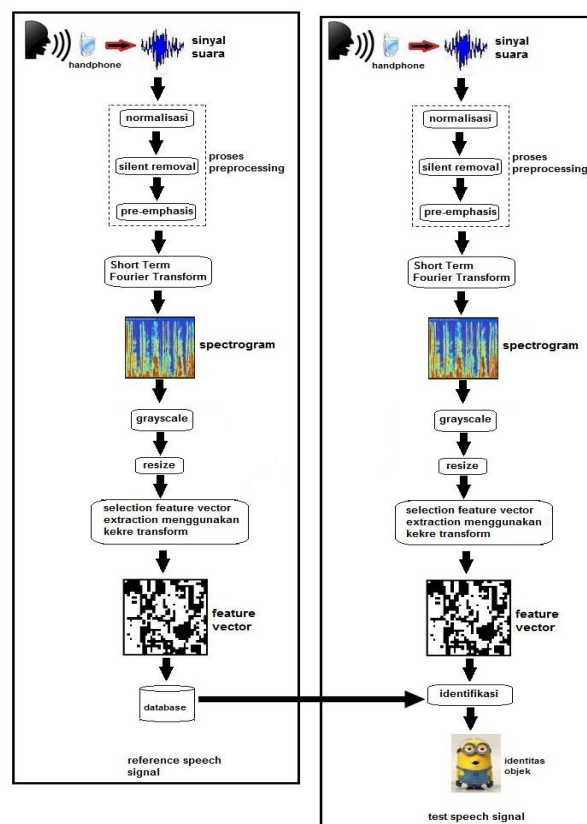 sinyal
suara
handphone
normalisasi
silent removal
pre-emphasis
proses
preprocessing
Short Term
Fourier Transform
spectrogram
grayscale
resize
selection feature vector
extraction menggunakan
kekre transform
feature
vector
database
reference speech
signal
sinyal
suara
handphone
normalisasi
silent removal
pre-emphasis
proses
preprocessing
Short Term
Fourier Transform
spectrogram
grayscale
resize
selection feature vector
extraction menggunakan
kekre transform
feature
vector
identifikasi
identitas
objek
test speech signal